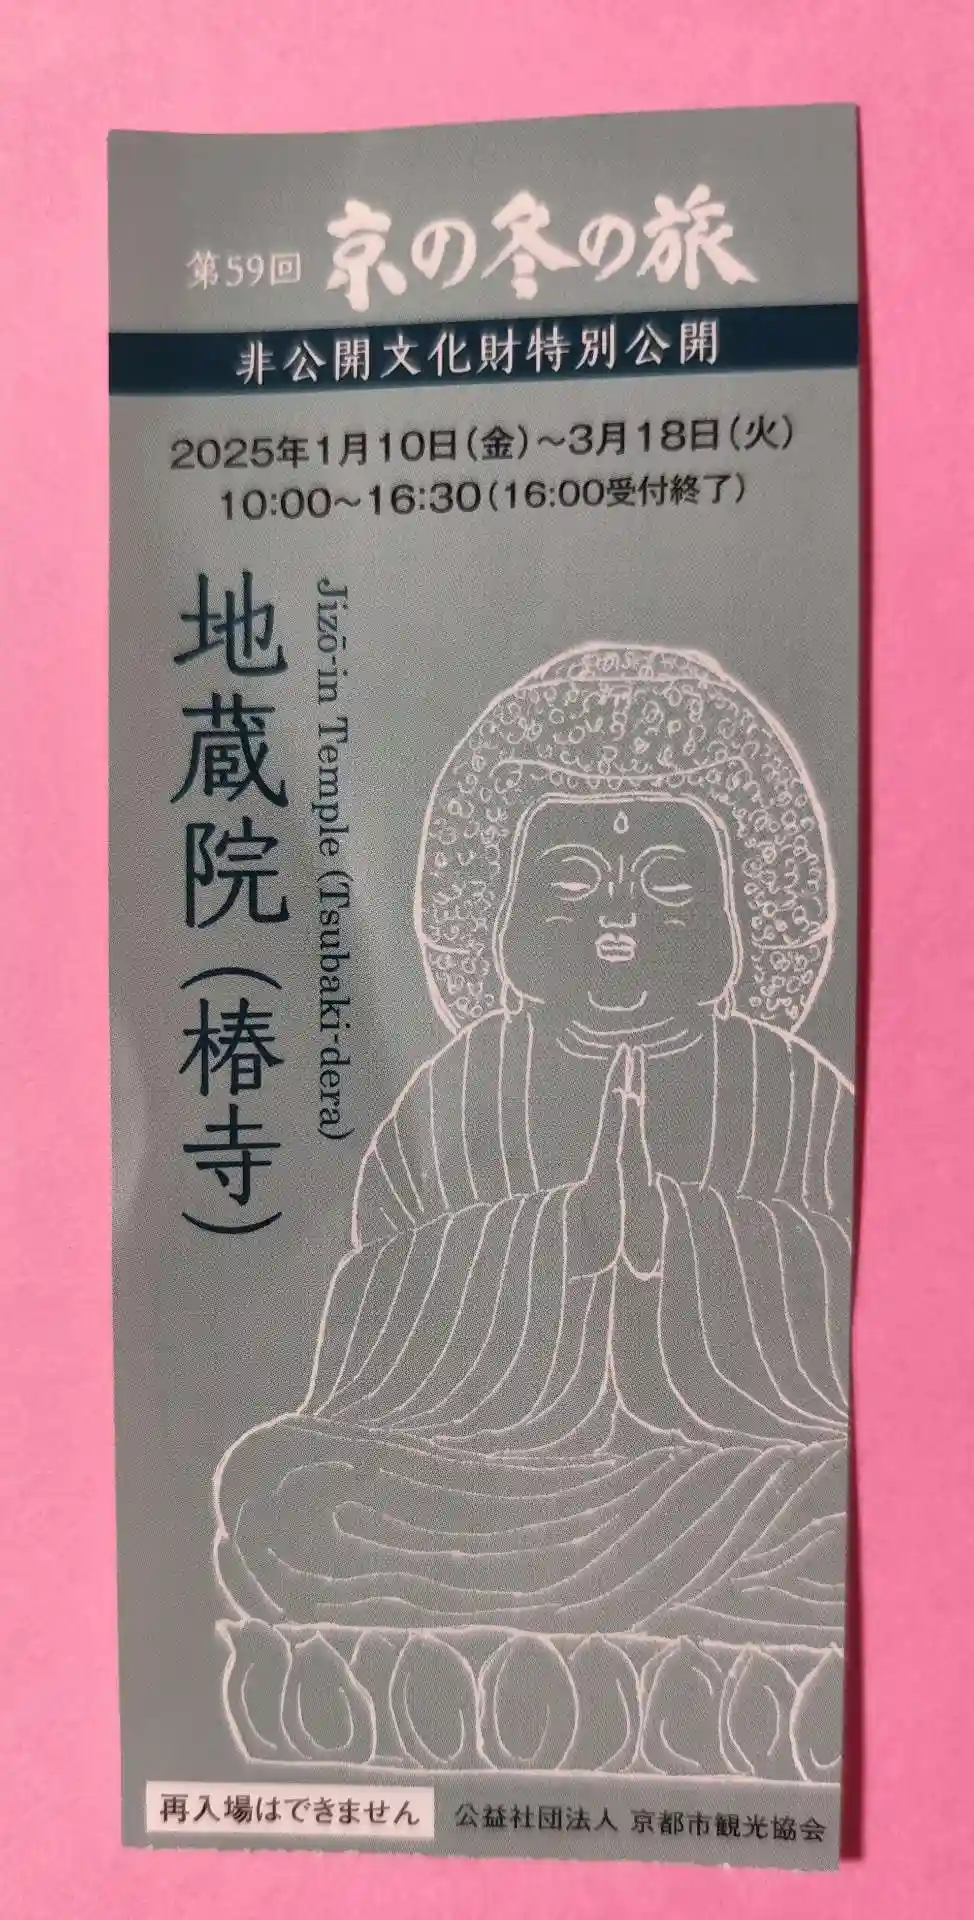 第59回 京の冬の旅
非公開文化財特別公開
2025年1月10日(金)～3月18日(火)
10:00～16:30(16:00受付終了)
地蔵院(椿寺)
Jizō-in Temple (Tsubaki-dera)
再入場はできません
公益社団法人 京都市観光協会